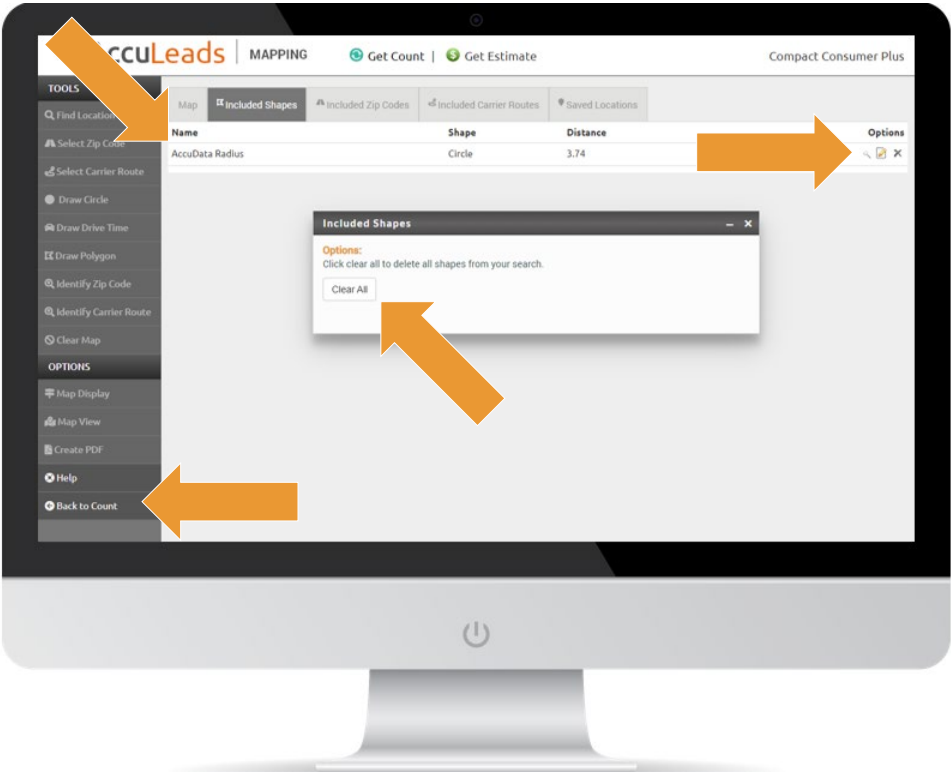 ccuLeads | MAPPING Get Count | Get Estimate Compact Consumer Plus
TOOLS
Map Included Shapes Included Zip Codes Included Carrier Routes Saved Locations
Find Location
Name Shape Distance Options
Select Zip Code
AccuData Radius Circle 3.74
Select Carrier Route
Draw Circle
Draw Drive Time
Draw Polygon
Identify Zip Code
Identify Carrier Route
Clear Map
OPTIONS
Map Display
Map View
Create PDF
Help
Back to Count
Included Shapes
Options:
Click clear all to delete all shapes from your search.
Clear All